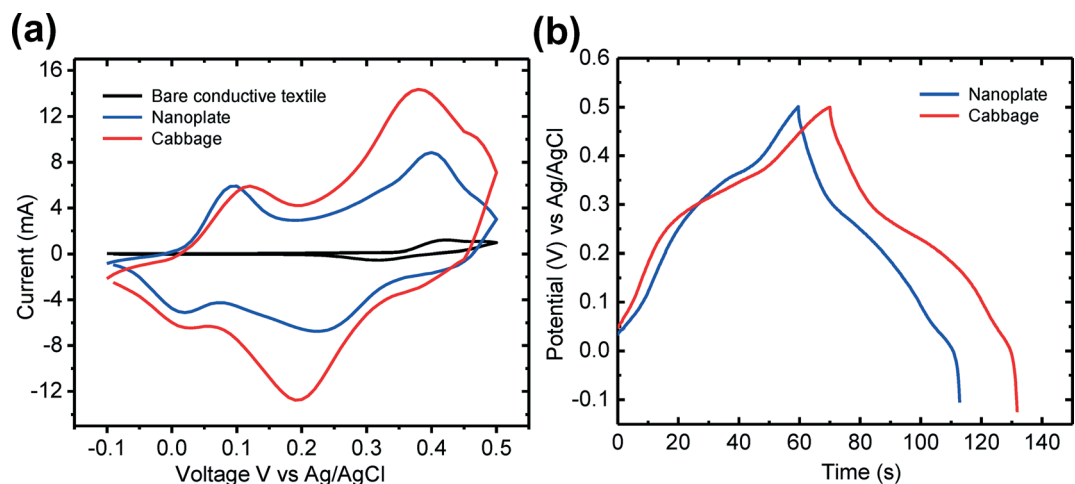 (a)
16
12
8
4
0
-4
-8
-12
Current (mA)
Bare conductive textile
Nanoplate
Cabbage
-0.1
0.0
0.1
0.2
0.3
0.4
0.5
Voltage V vs Ag/AgCl
(b)
0.6
0.5
0.4
0.3
0.2
0.1
0.0
-0.1
Potential (V) vs Ag/AgCl
Nanoplate
Cabbage
0
20
40
60
80
100
120
140
Time (s)